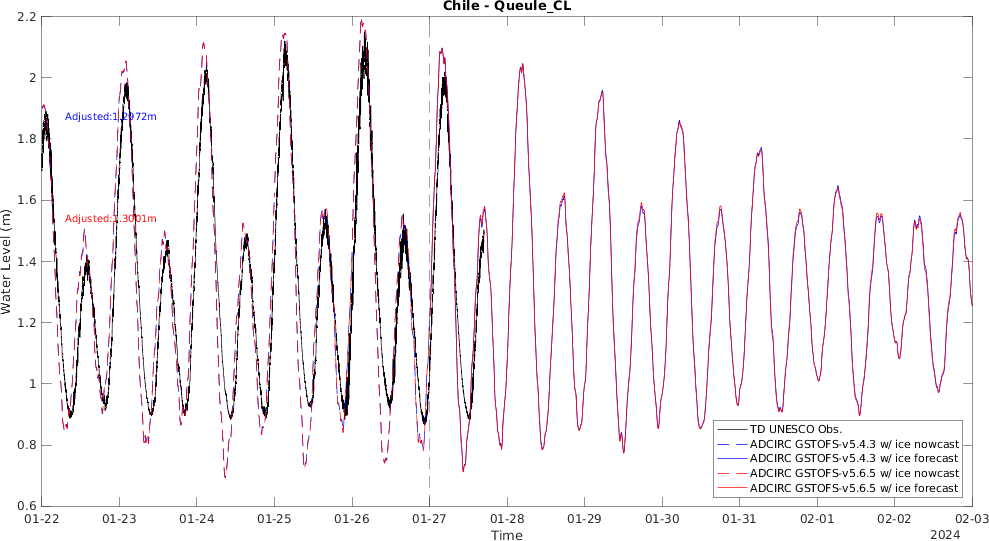 Chile - Queule_CL
2.2
2
1.8
1.6
1.4
1.2
1
0.8
0.6
Water Level (m)
Adjusted:1.2972m
Adjusted:1.3001m
TD UNESCO Obs.
ADCIRC GSTOFS-v5.4.3 w/ ice nowcast
ADCIRC GSTOFS-v5.4.3 w/ ice forecast
ADCIRC GSTOFS-v5.6.5 w/ ice nowcast
ADCIRC GSTOFS-v5.6.5 w/ ice forecast
01-22 01-23 01-24 01-25 01-26 01-27 01-28 01-29 01-30 01-31 02-01 02-02 02-03
Time
2024